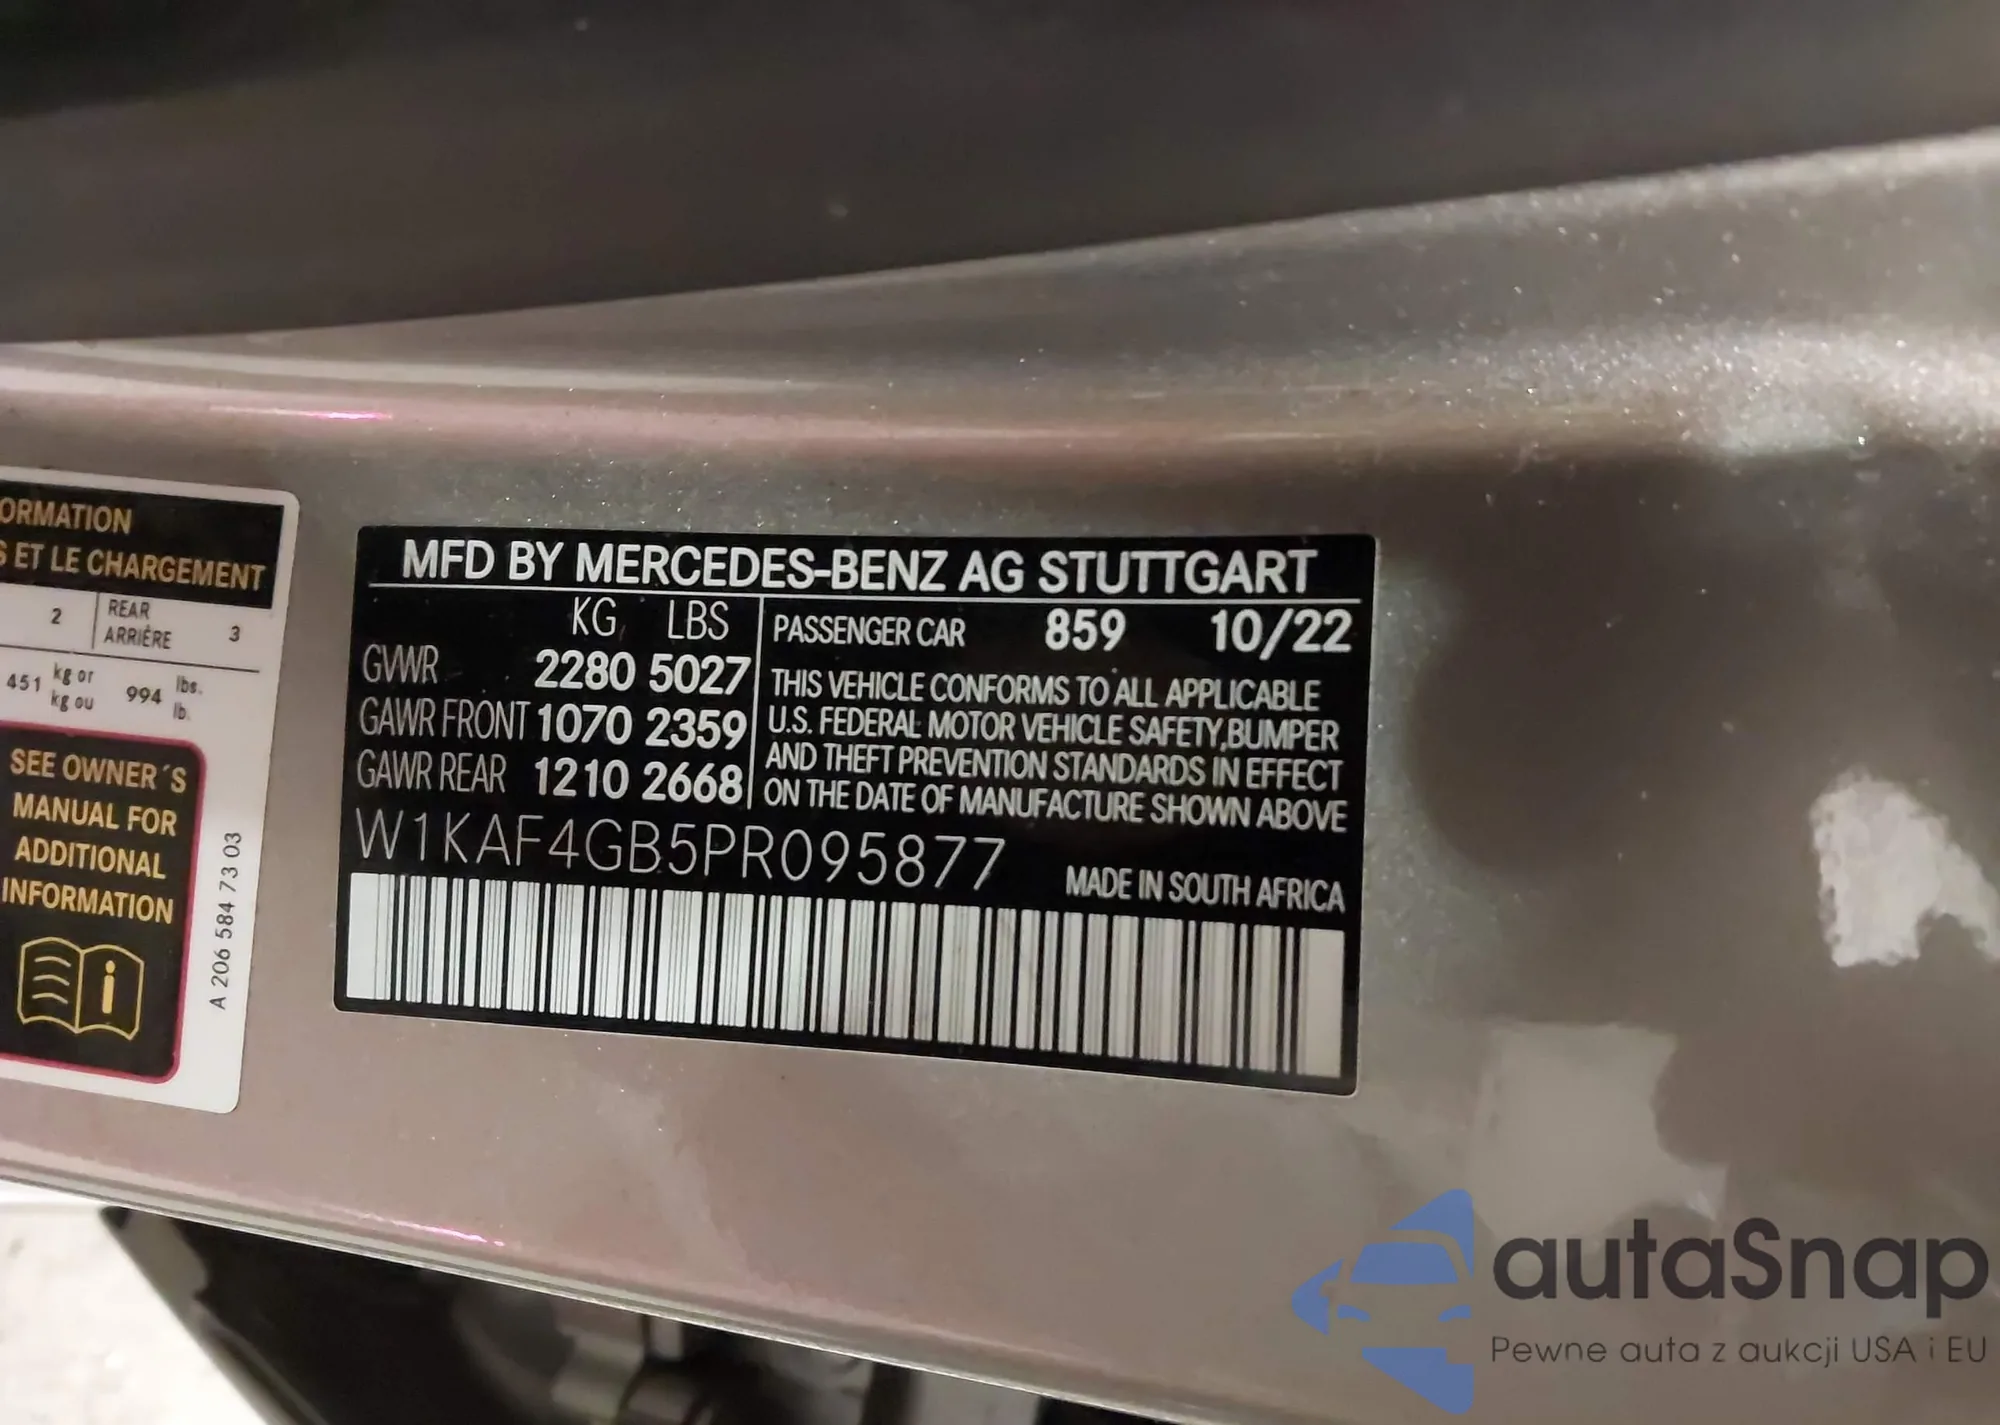 ORMATION
S ET LE CHARGEMENT
2 REAR ARRIÈRE 3
451 kg or kg ou 994 lbs. lb.
SEE OWNER´S
MANUAL FOR
ADDITIONAL
INFORMATION
A 206 584 73 03
MFD BY MERCEDES-BENZ AG STUTTGART
KG LBS
GVWR 2280 5027
GAWR FRONT 1070 2359
GAWR REAR 1210 2668
PASSENGER CAR 859 10/22
THIS VEHICLE CONFORMS TO ALL APPLICABLE
U.S. FEDERAL MOTOR VEHICLE SAFETY,BUMPER
AND THEFT PREVENTION STANDARDS IN EFFECT
ON THE DATE OF MANUFACTURE SHOWN ABOVE
W1KAF4GB5PR095877
MADE IN SOUTH AFRICA
autaSnap
Pewne auta z aukcji USA i EU